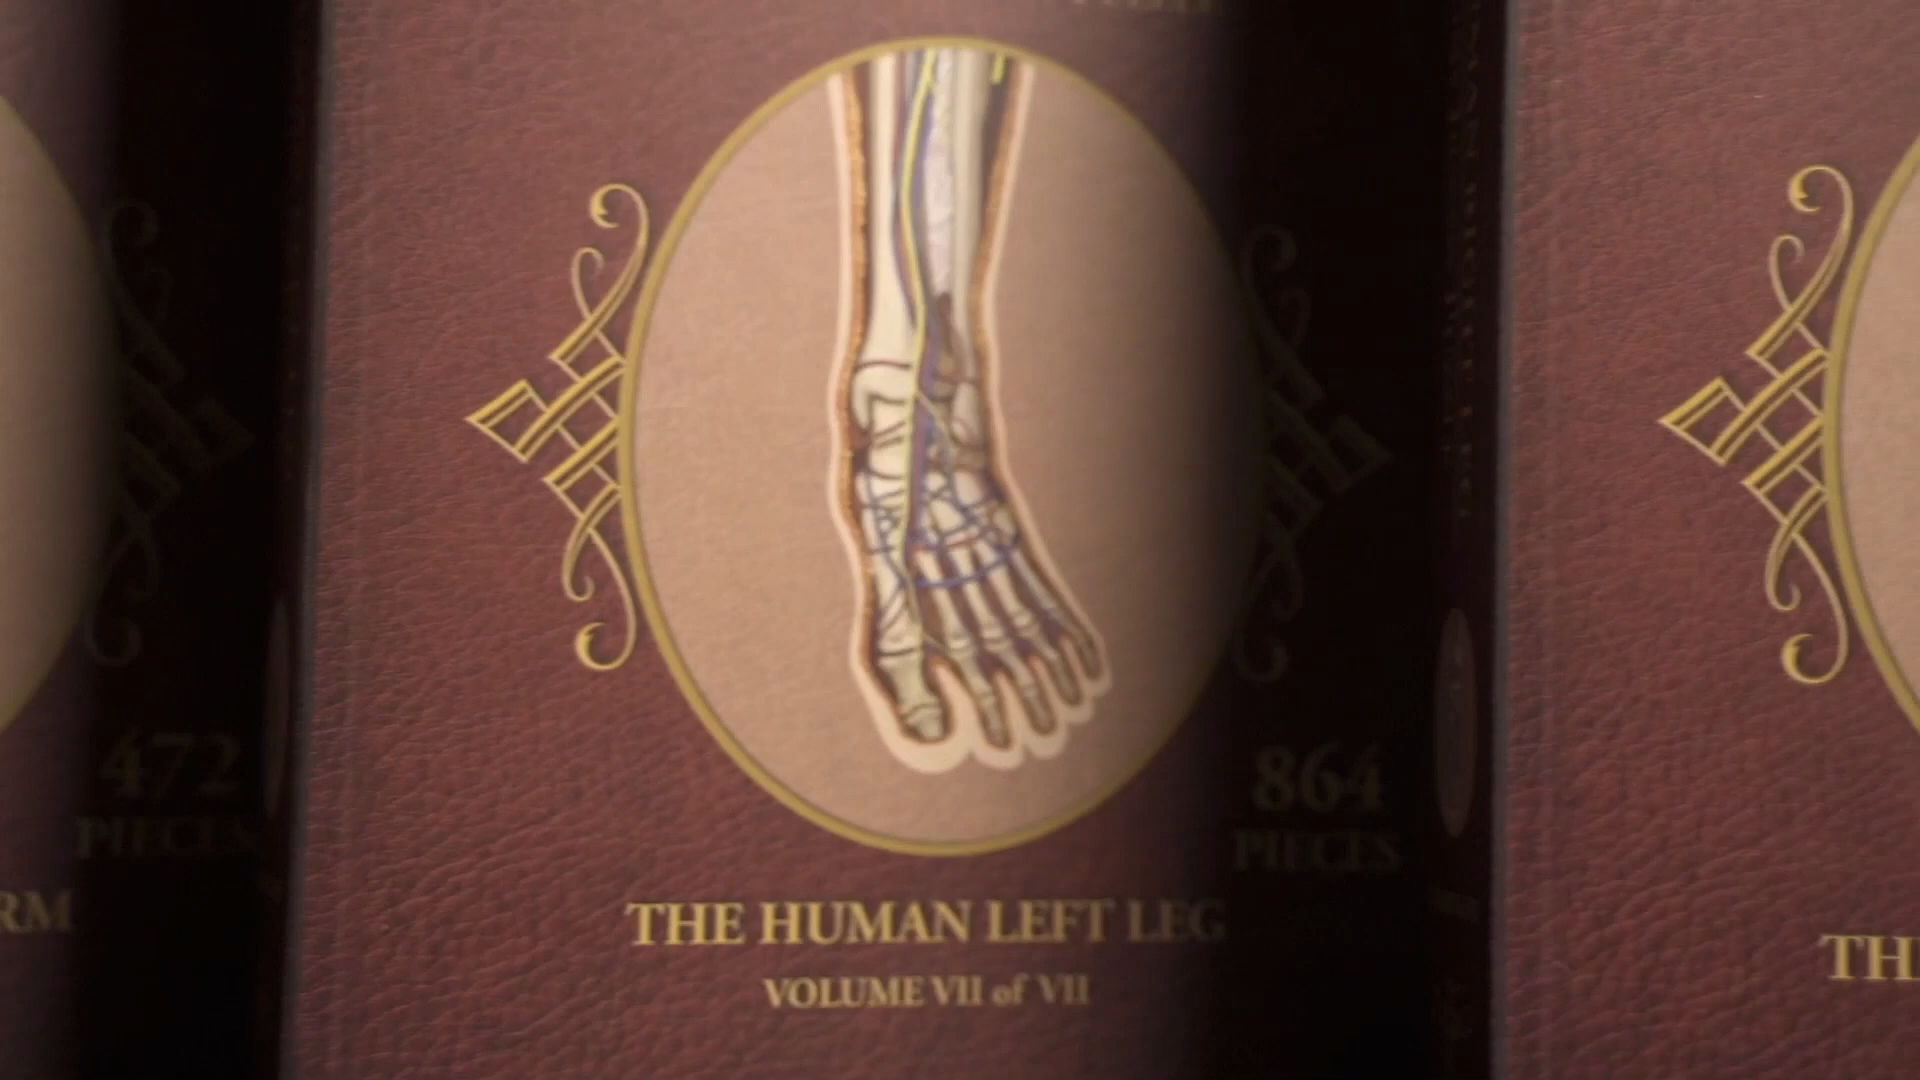 472
PIECES
RM
864
PIECES
THE HUMAN LEFT LEG
VOLUME VII of VII
TH